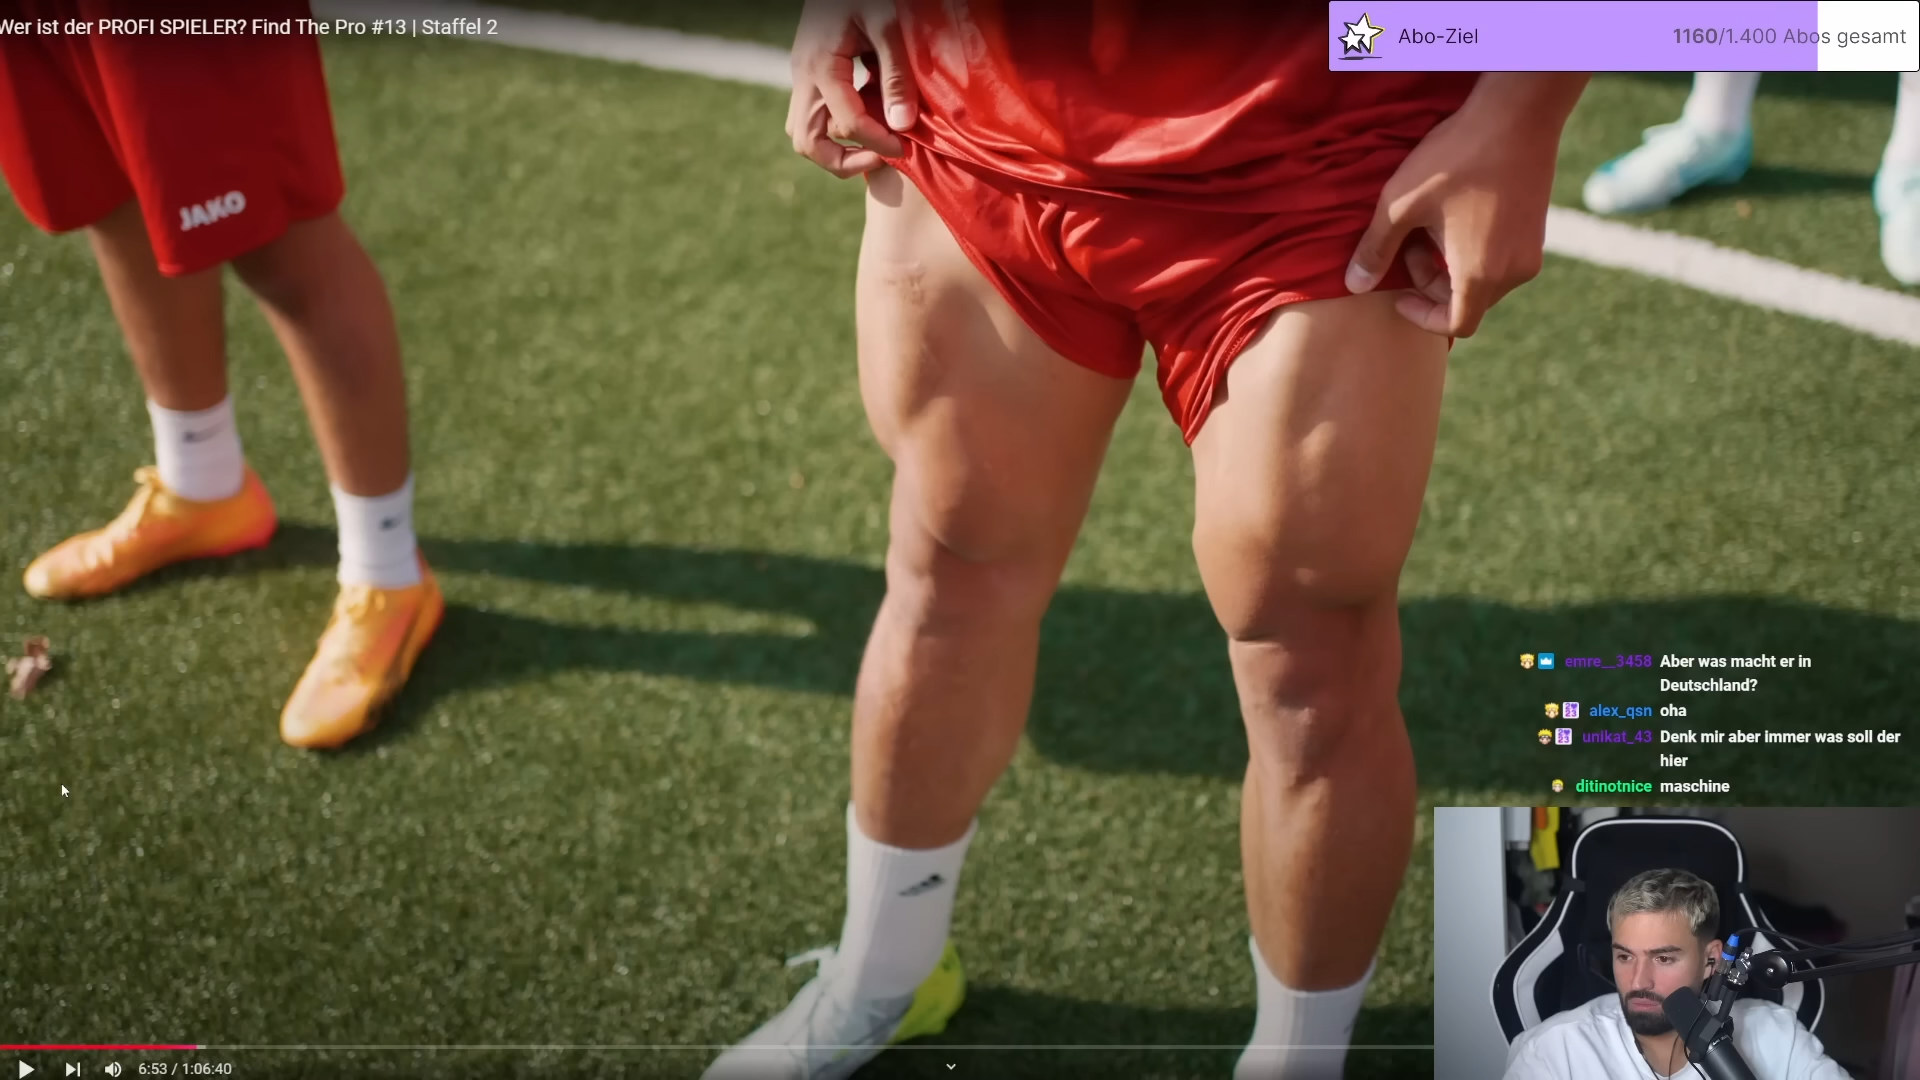 Wer ist der PROFI SPIELER? Find The Pro #13 | Staffel 2
Abo-Ziel
1160/1.400 Abos gesamt
JAKO
emre__3458 Aber was macht er in
Deutschland?
alex_qsn oha
unikat_43 Denk mir aber immer was soll der
hier
ditinotnice maschine
6:53 / 1:06:40